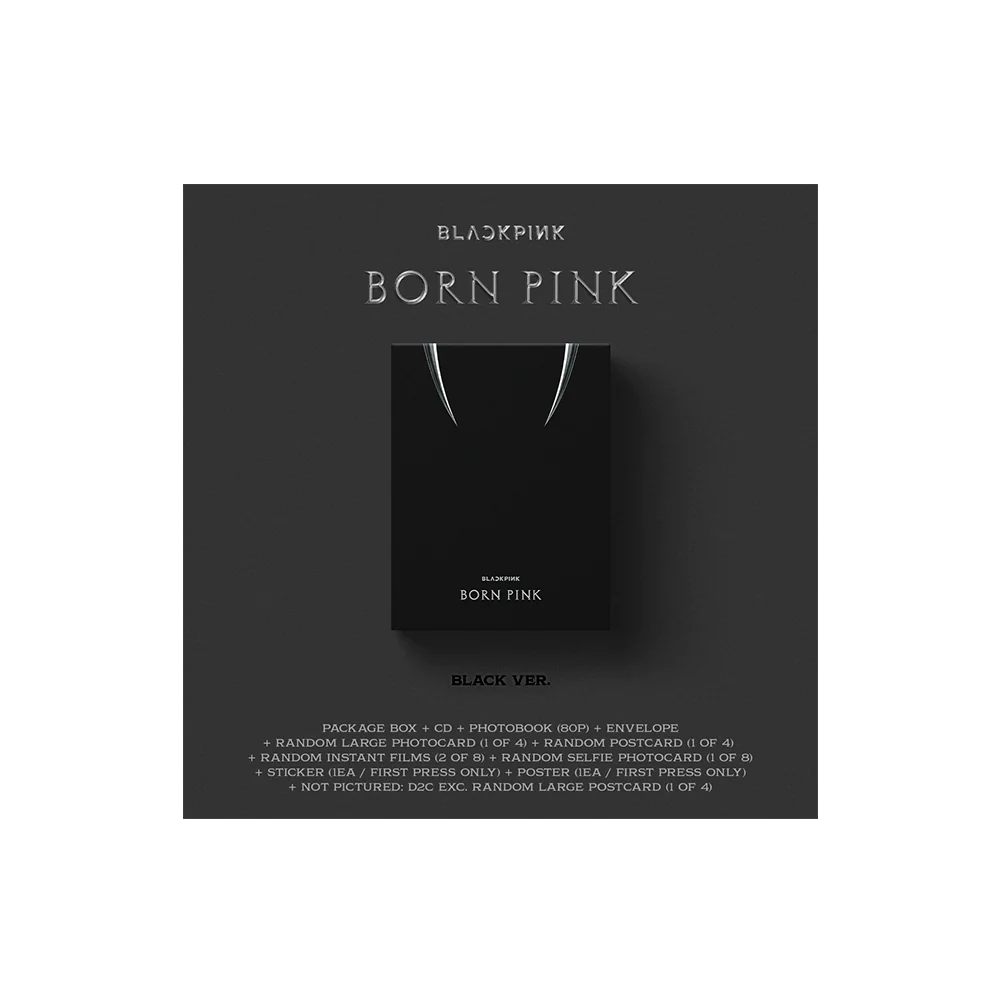 BLACKPINK
BORN PINK
BLACKPINK
BORN PINK
BLACK VER.
PACKAGE BOX + CD + PHOTOBOOK (80P) + ENVELOPE
+ RANDOM LARGE PHOTOCARD (1 OF 4) + RANDOM POSTCARD (1 OF 4)
+ RANDOM INSTANT FILMS (2 OF 8) + RANDOM SELFIE PHOTOCARD (1 OF 8)
+ STICKER (1EA / FIRST PRESS ONLY) + POSTER (1EA / FIRST PRESS ONLY)
+ NOT PICTURED: D2C EXC. RANDOM LARGE POSTCARD (1 OF 4)